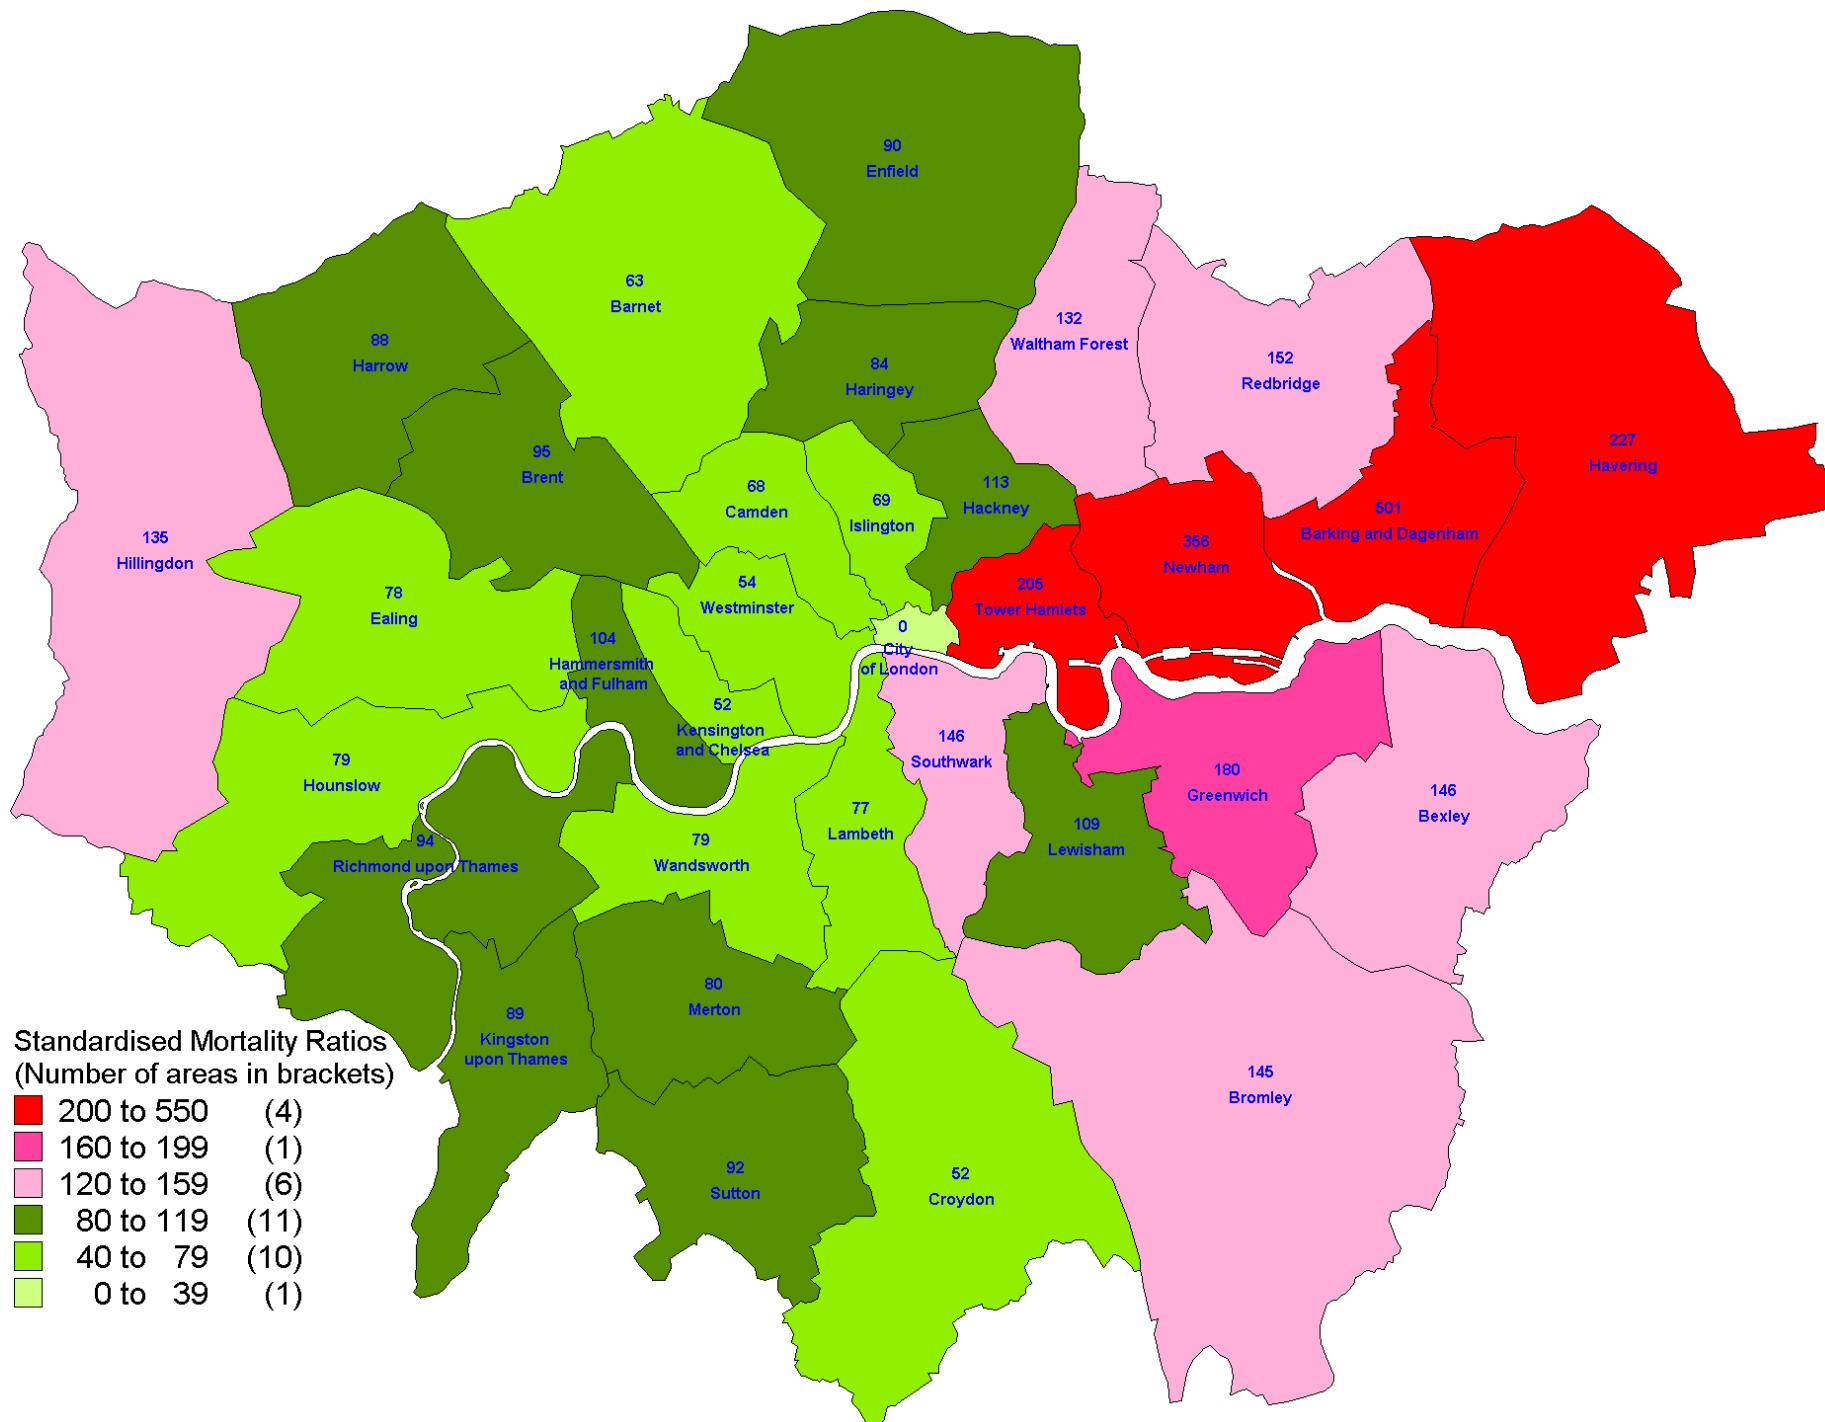 90
Enfield
63
Barnet
132
Waltham Forest
88
Harrow
152
Redbridge
84
Haringey
227
Havering
95
Brent
68
Camden
69
Islington
113
Hackney
501
Barking and Dagenham
135
Hillingdon
356
Newham
54
Westminster
205
Tower Hamlets
78
Ealing
104
Hammersmith
and Fulham
0
City
of London
52
Kensington
and Chelsea
146
Southwark
79
Hounslow
180
Greenwich
146
Bexley
77
Lambeth
109
Lewisham
94
Richmond upon Thames
79
Wandsworth
80
Merton
89
Kingston
upon Thames
145
Bromley
92
Sutton
52
Croydon
Standardised Mortality Ratios
(Number of areas in brackets)
200 to 550 (4)
160 to 199 (1)
120 to 159 (6)
80 to 119 (11)
40 to 79 (10)
0 to 39 (1)